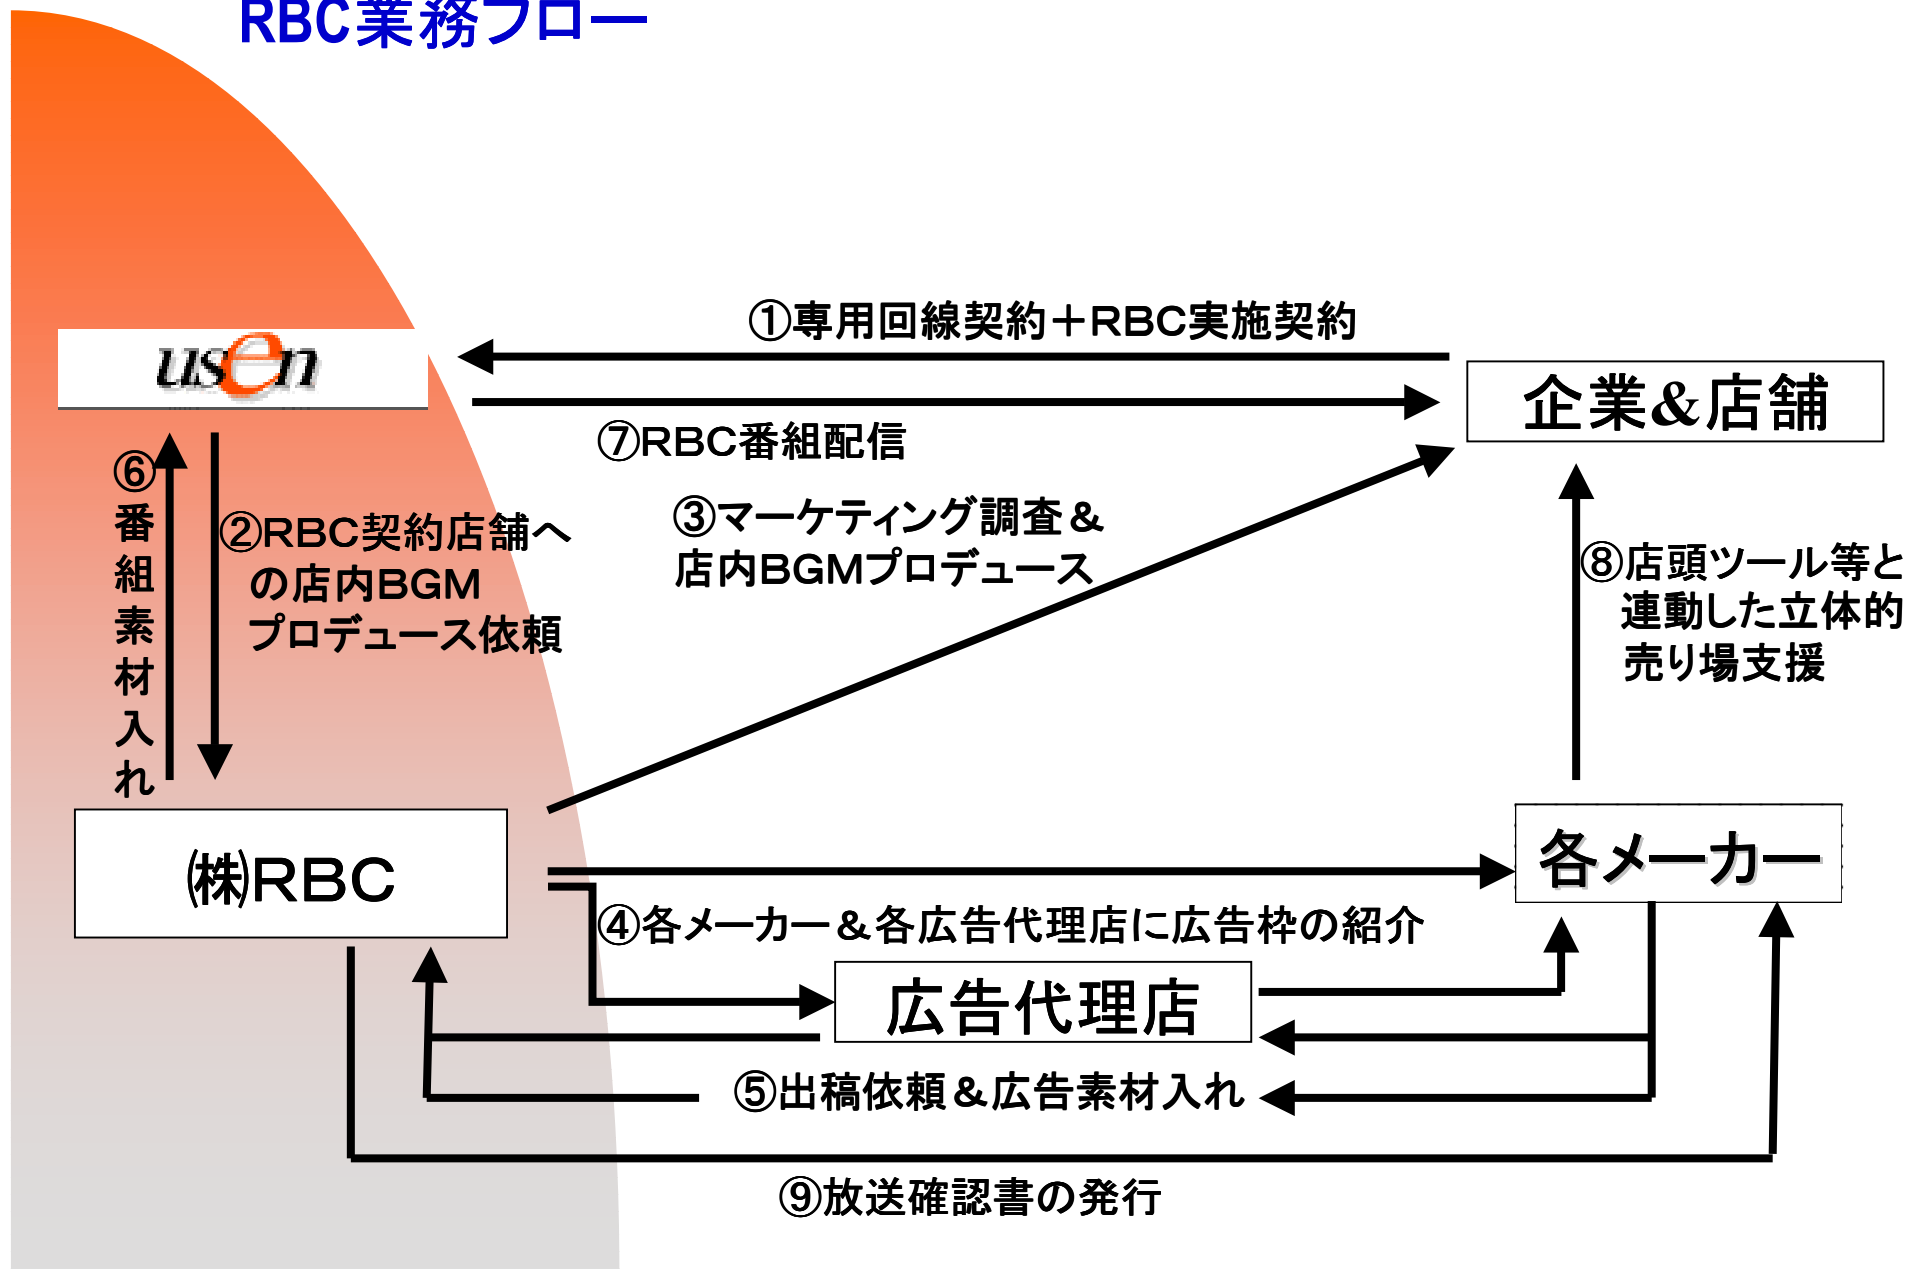 RBC業務フロー
①専用回線契約＋ＲＢＣ実施契約
usen
企業&店舗
⑦ＲＢＣ番組配信
⑥番組素材入れ
②ＲＢＣ契約店舗へ
の店内ＢＧＭ
プロデュース依頼
③マーケティング調査＆
店内ＢＧＭプロデュース
⑧店頭ツール等と
連動した立体的
売り場支援
㈱ＲＢＣ
各メーカー
④各メーカー＆各広告代理店に広告枠の紹介
広告代理店
⑤出稿依頼＆広告素材入れ
⑨放送確認書の発行